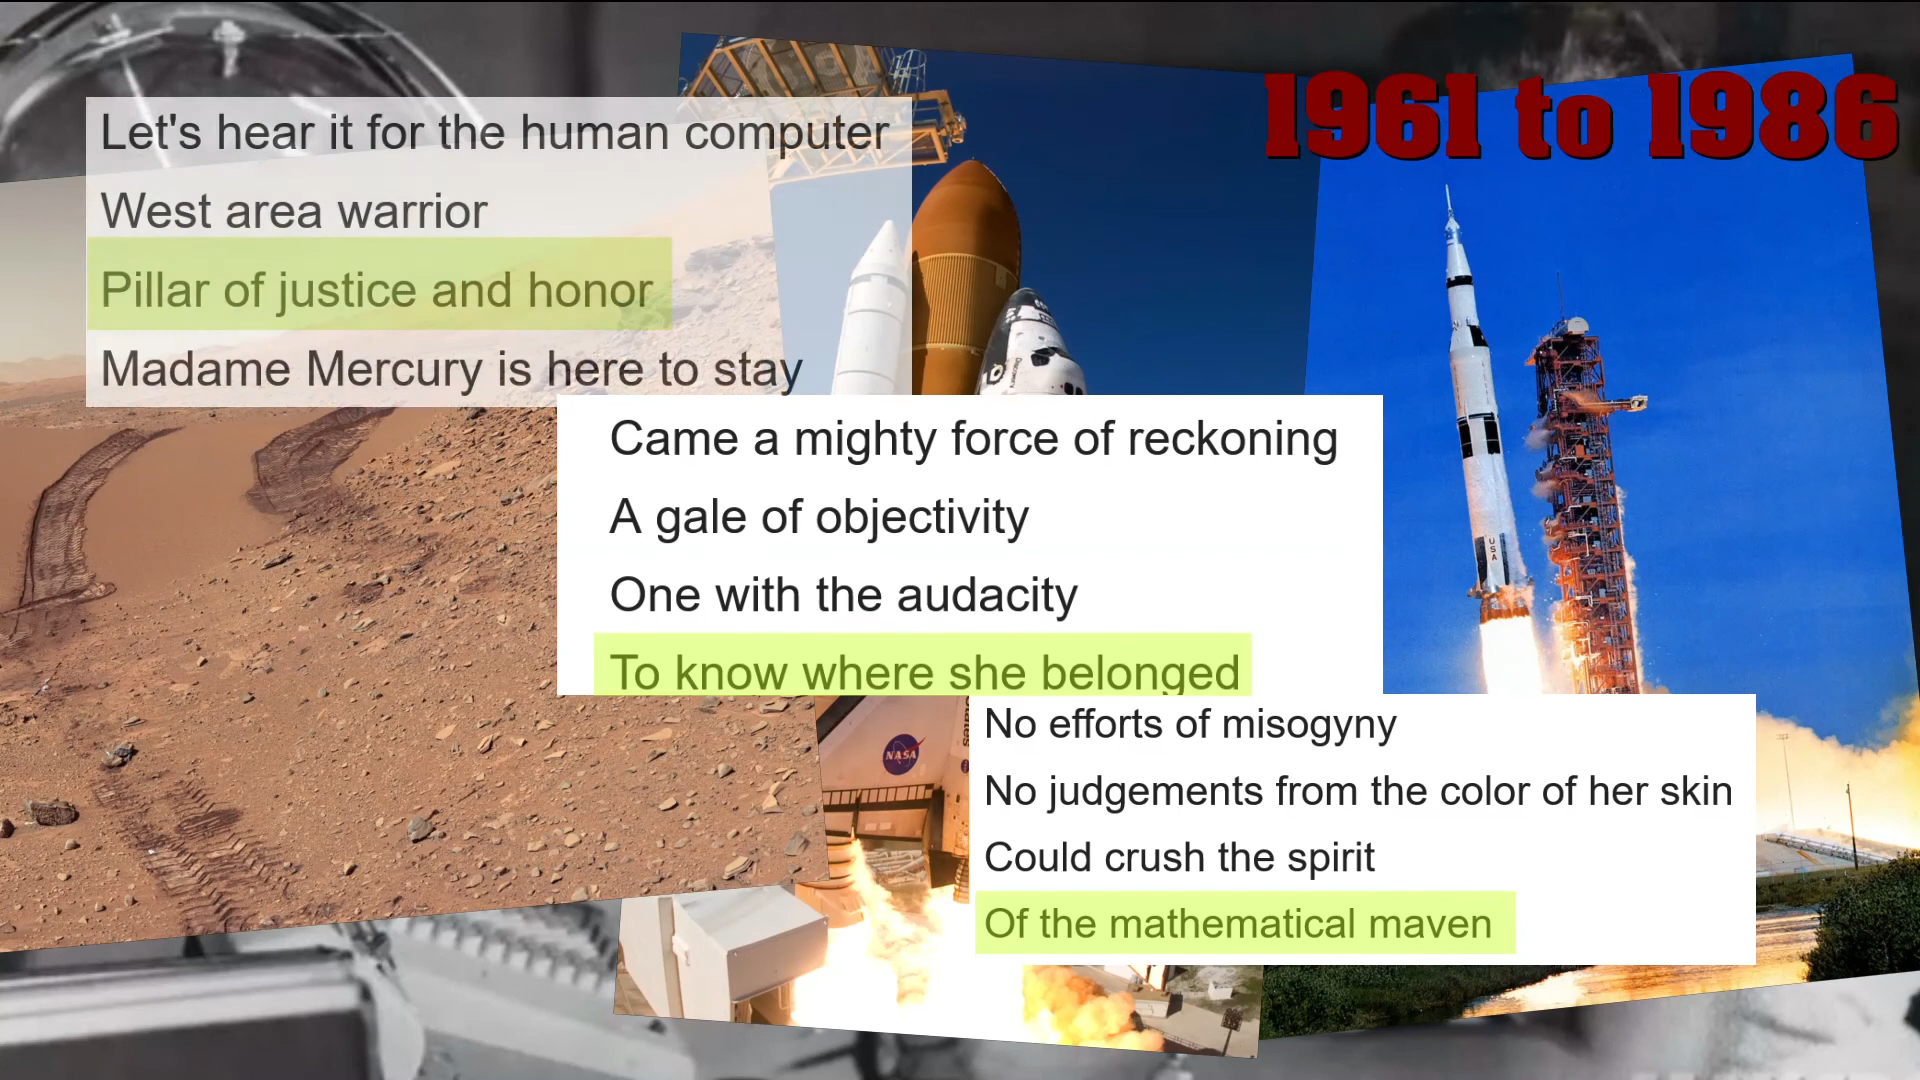 1961 to 1986
Let's hear it for the human computer
West area warrior
Pillar of justice and honor
Madame Mercury is here to stay
Came a mighty force of reckoning
A gale of objectivity
One with the audacity
To know where she belonged
No efforts of misogyny
No judgements from the color of her skin
Could crush the spirit
Of the mathematical maven
USA
NASA
Discovery